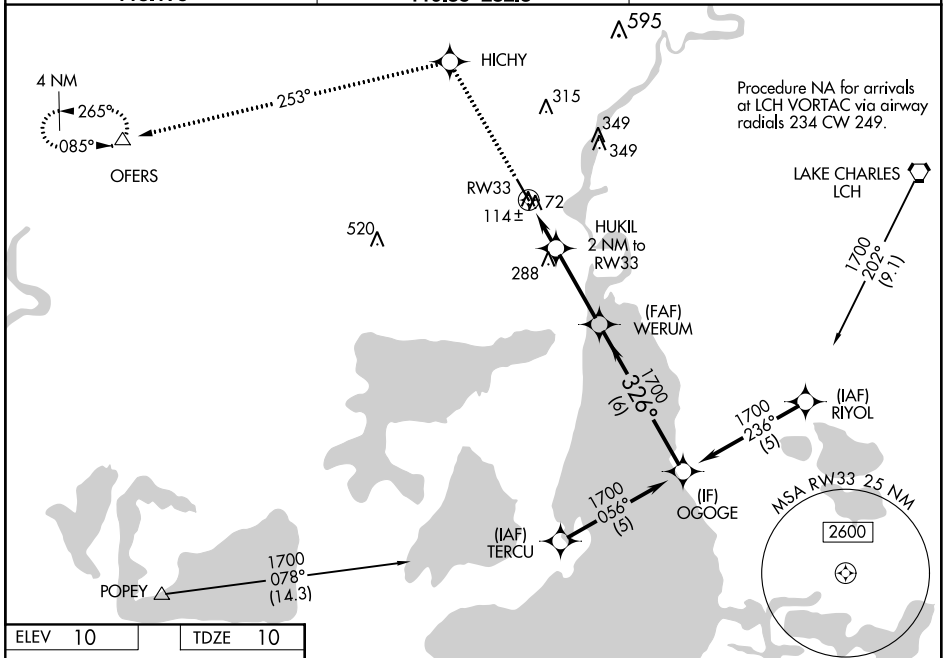 595
HICHY
4 NM
265°
085°
253°
OFERS
315
349
349
Procedure NA for arrivals
at LCH VORTAC via airway
radials 234 CW 249.
LAKE CHARLES
LCH
RW33
72
114±
HUKIL
2 NM to
RW33
520
288
1700
202°
(9.1)
(FAF)
WERUM
1700
326°
(6)
(IAF)
RIYOL
1700
236°
(5)
(IF)
OGOGE
1700
056°
(5)
(IAF)
TERCU
MSA RW33 25 NM
2600
1700
078°
(14.3)
POPEY
ELEV 10
TDZE 10